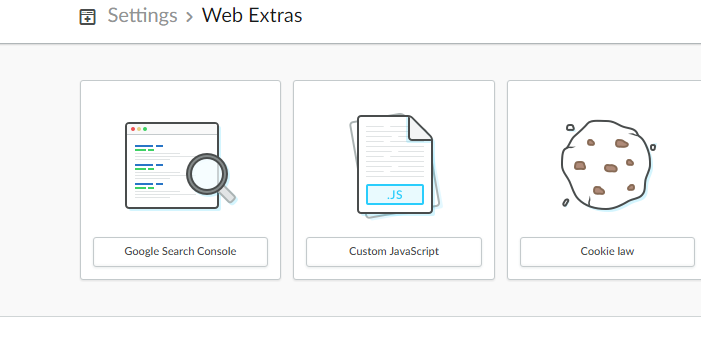 Settings > Web Extras
.JS
Google Search Console
Custom JavaScript
Cookie law